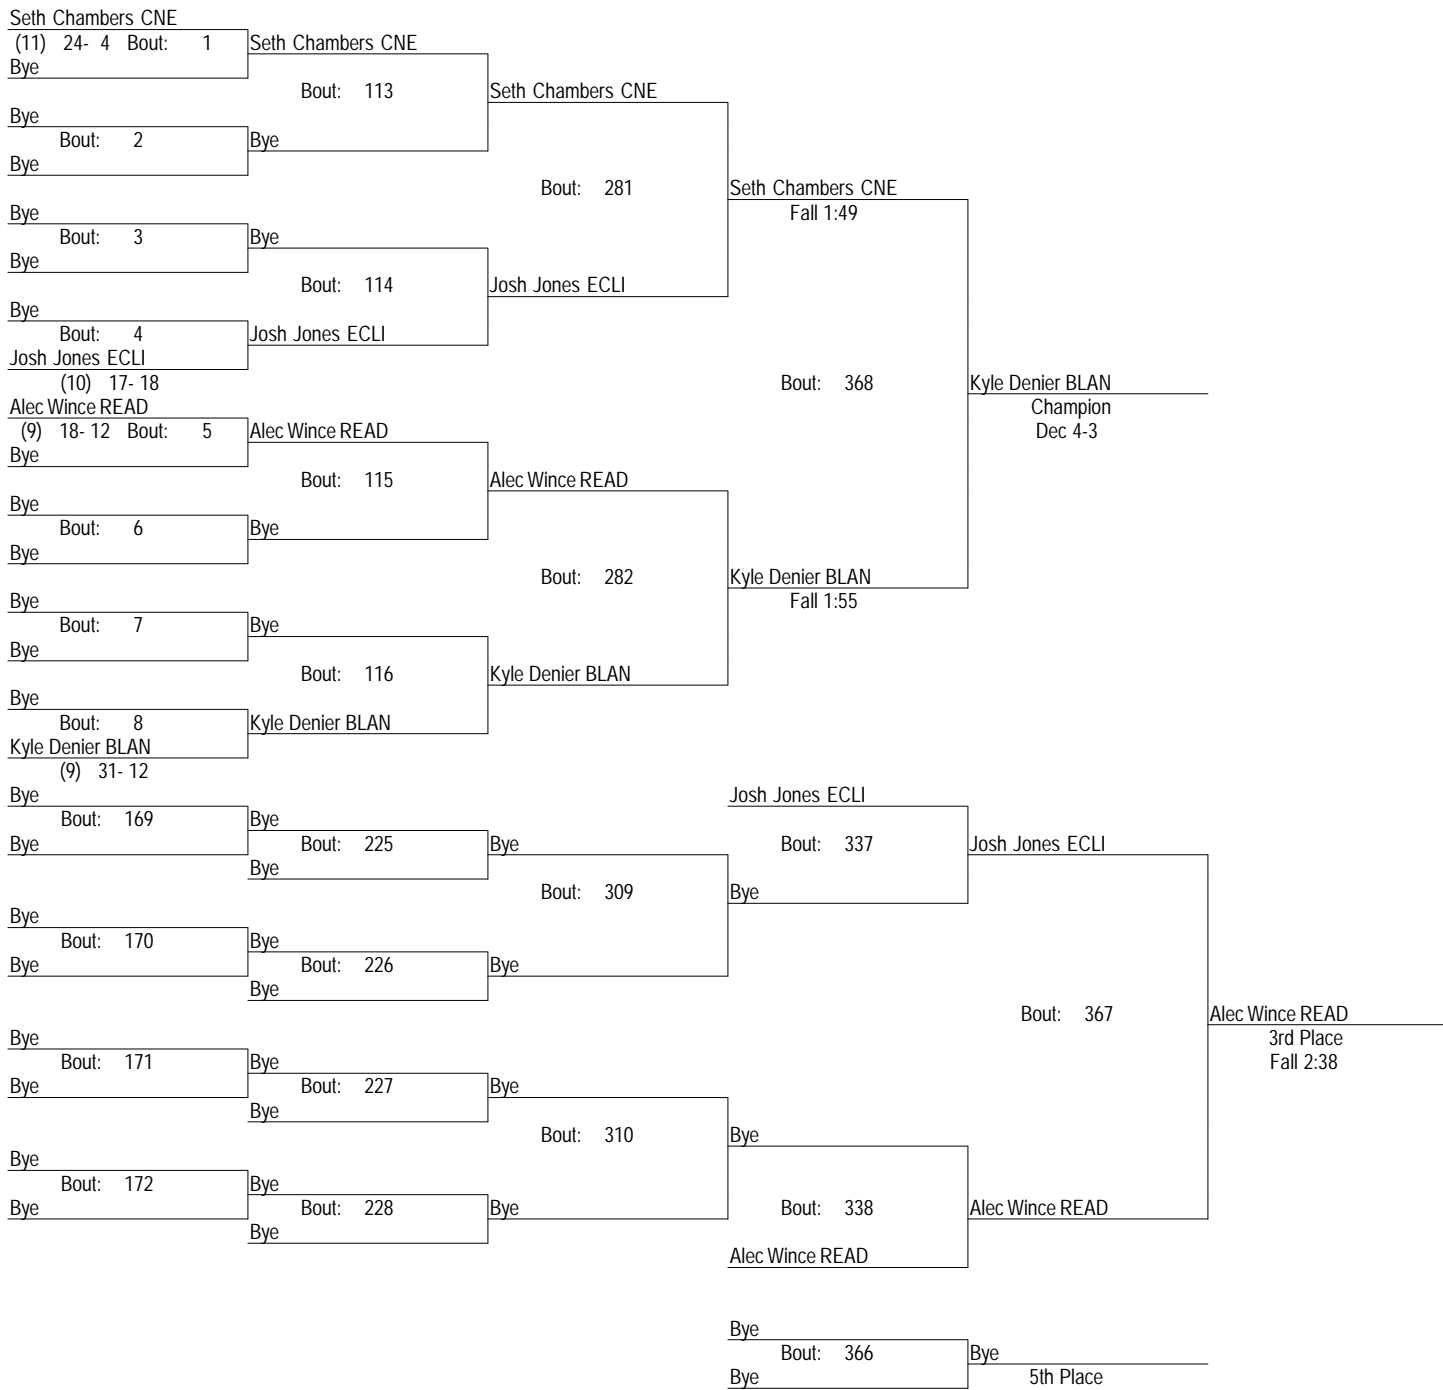 Seth Chambers CNE
(11) 24- 4 Bout: 1
Bye
Seth Chambers CNE
Bout: 113
Bye
Bout: 2
Bye
Bye
Seth Chambers CNE
Bout: 281
Bye
Bout: 3
Bye
Bye
Bout: 114
Bye
Bout: 4
Josh Jones ECLI
(10) 17- 18
Josh Jones ECLI
Josh Jones ECLI
Seth Chambers CNE
Fall 1:49
Bout: 368
Alec Wince READ
(9) 18- 12 Bout: 5
Bye
Alec Wince READ
Bout: 115
Bye
Bout: 6
Bye
Bye
Alec Wince READ
Bout: 282
Bye
Bout: 7
Bye
Bye
Bout: 116
Bye
Bout: 8
Kyle Denier BLAN
(9) 31- 12
Kyle Denier BLAN
Kyle Denier BLAN
Kyle Denier BLAN
Fall 1:55
Kyle Denier BLAN
Champion
Dec 4-3
Bye
Bout: 169
Bye
Bye
Bout: 225
Bye
Bye
Bout: 309
Bye
Bout: 170
Bye
Bye
Bout: 226
Bye
Bye
Josh Jones ECLI
Bout: 337
Bye
Josh Jones ECLI
Bout: 367
Bye
Bout: 171
Bye
Bye
Bout: 227
Bye
Bye
Bout: 310
Bye
Bout: 172
Bye
Bye
Bout: 228
Bye
Bye
Bye
Bout: 338
Alec Wince READ
Alec Wince READ
Alec Wince READ
3rd Place
Fall 2:38
Bye
Bout: 366
Bye
Bye
5th Place